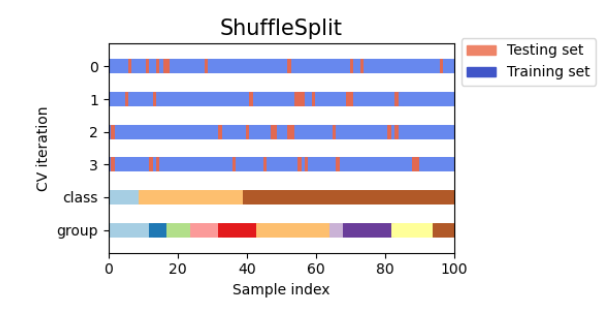 ShuffleSplit
Testing set
Training set
0
1
2
3
class
group
CV iteration
0 20 40 60 80 100
Sample index